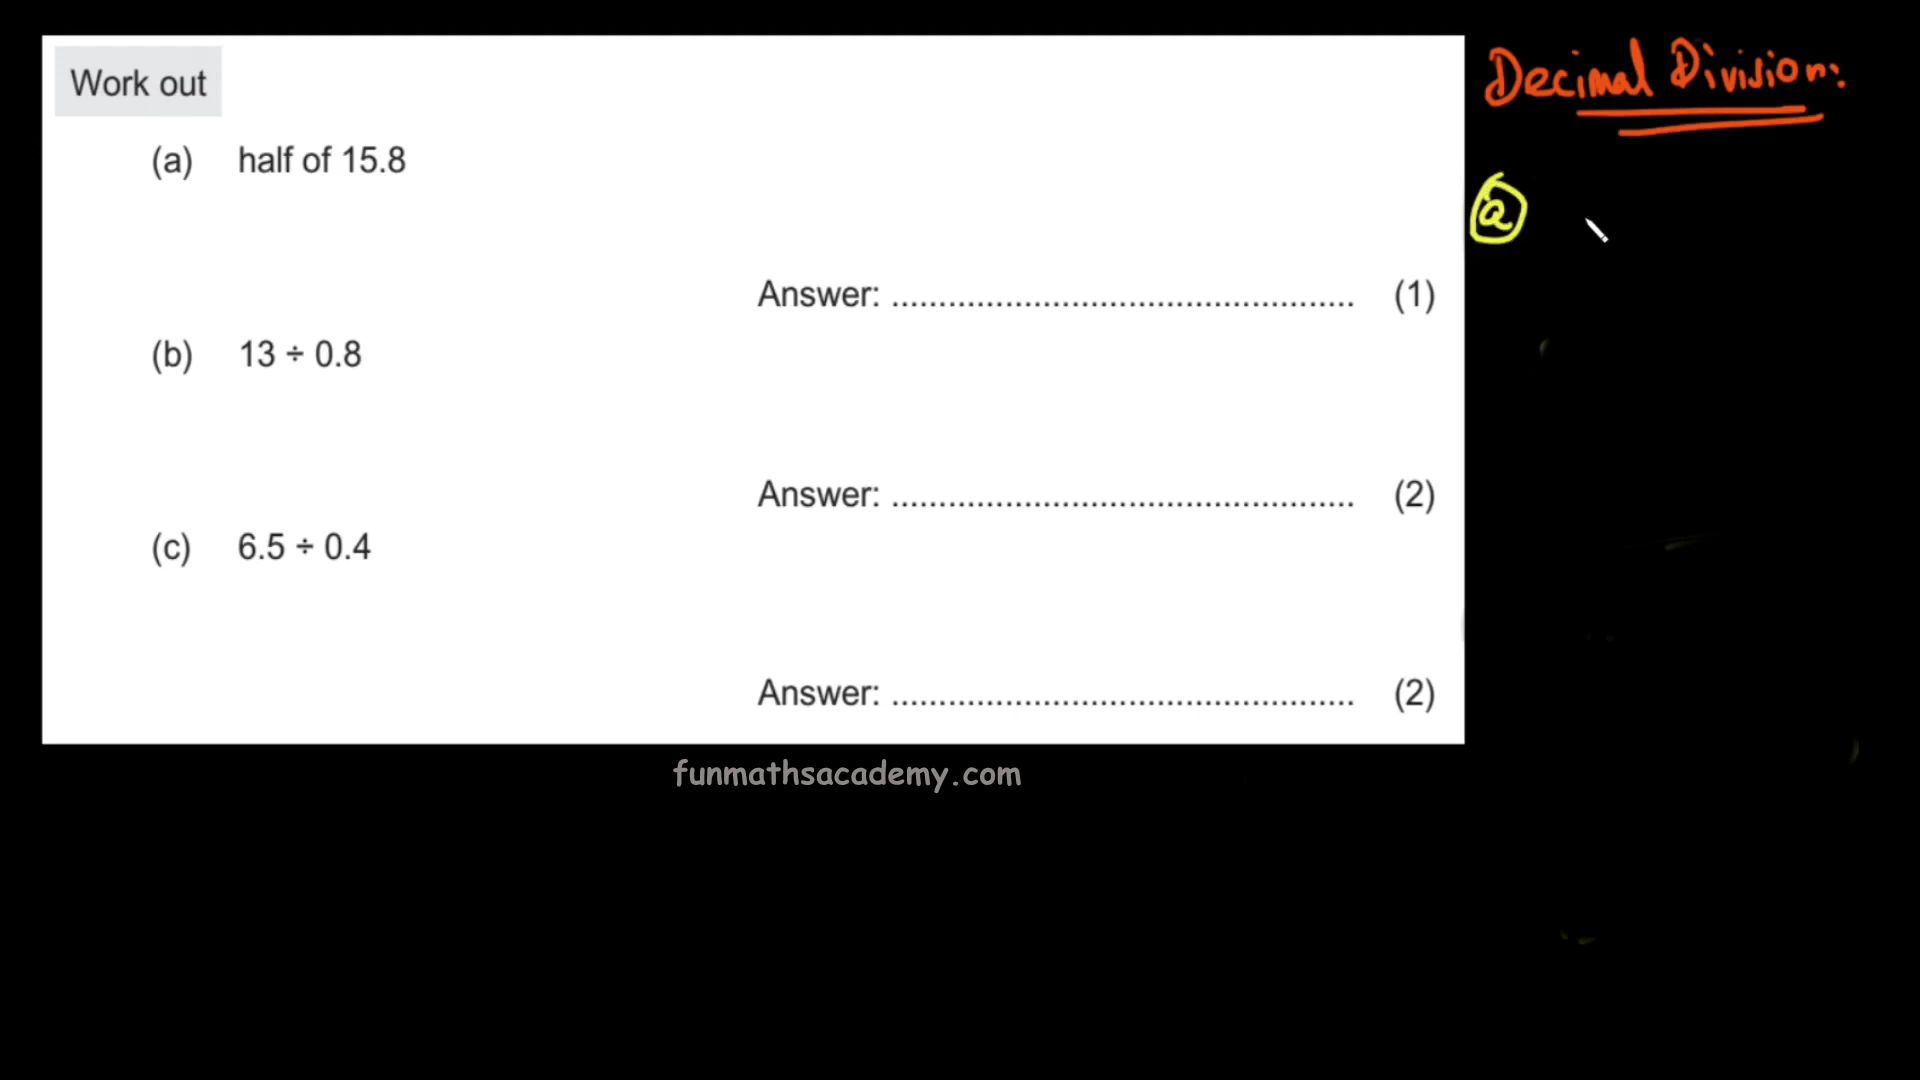 Work out
Decimal Division:
(a) half of 15.8
a
Answer: ................................................. (1)
(b) 13 ÷ 0.8
Answer: ................................................. (2)
(c) 6.5 ÷ 0.4
Answer: ................................................. (2)
funmathsacademy.com